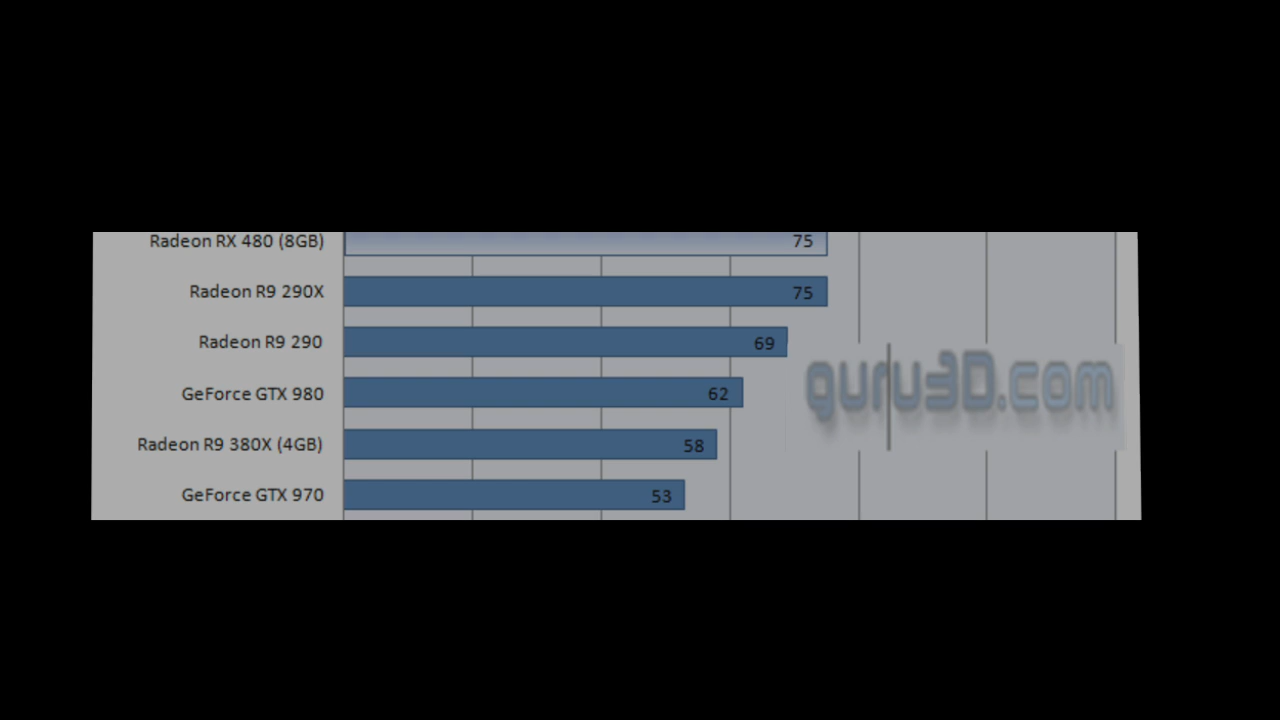 Radeon RX 480 (8GB) 75
Radeon R9 290X 75
Radeon R9 290 69
GeForce GTX 980 62
Radeon R9 380X (4GB) 58
GeForce GTX 970 53
guru3D.com